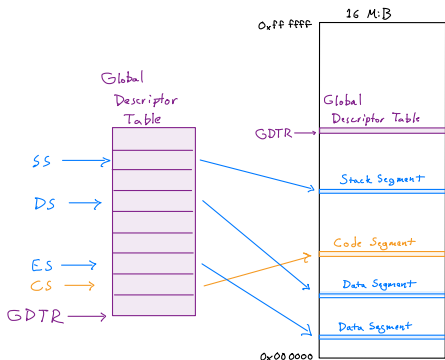 16 MiB
0xff ffff
Global
Descriptor
Table
Global
Descriptor Table
GDTR
SS
Stack Segment
DS
Code Segment
ES
CS
Data Segment
GDTR
Data Segment
0x00 0000